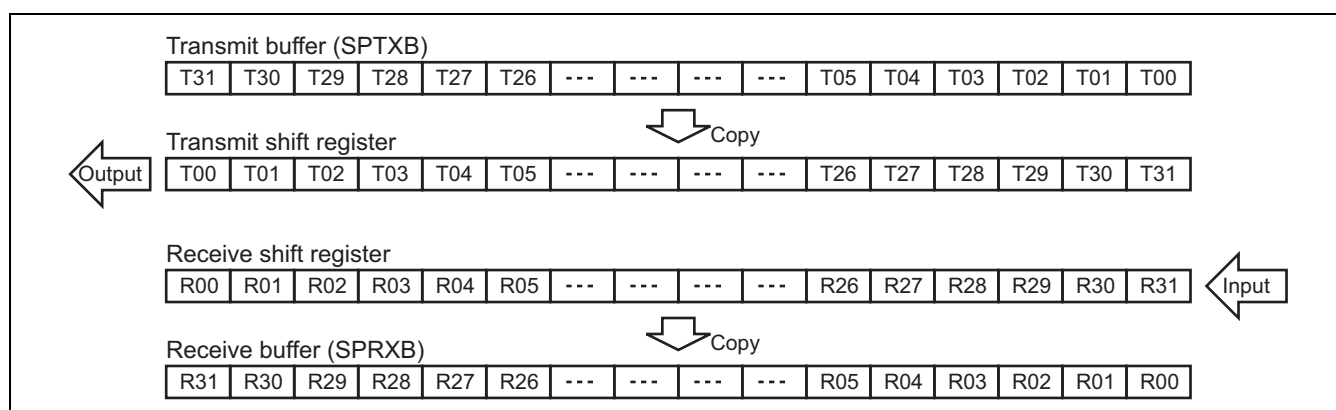 Transmit buffer (SPTXB)
T31 T30 T29 T28 T27 T26 --- --- --- --- T05 T04 T03 T02 T01 T00
Copy
Transmit shift register
Output T00 T01 T02 T03 T04 T05 --- --- --- --- T26 T27 T28 T29 T30 T31
Receive shift register
R00 R01 R02 R03 R04 R05 --- --- --- --- R26 R27 R28 R29 R30 R31 Input
Copy
Receive buffer (SPRXB)
R31 R30 R29 R28 R27 R26 --- --- --- --- R05 R04 R03 R02 R01 R00